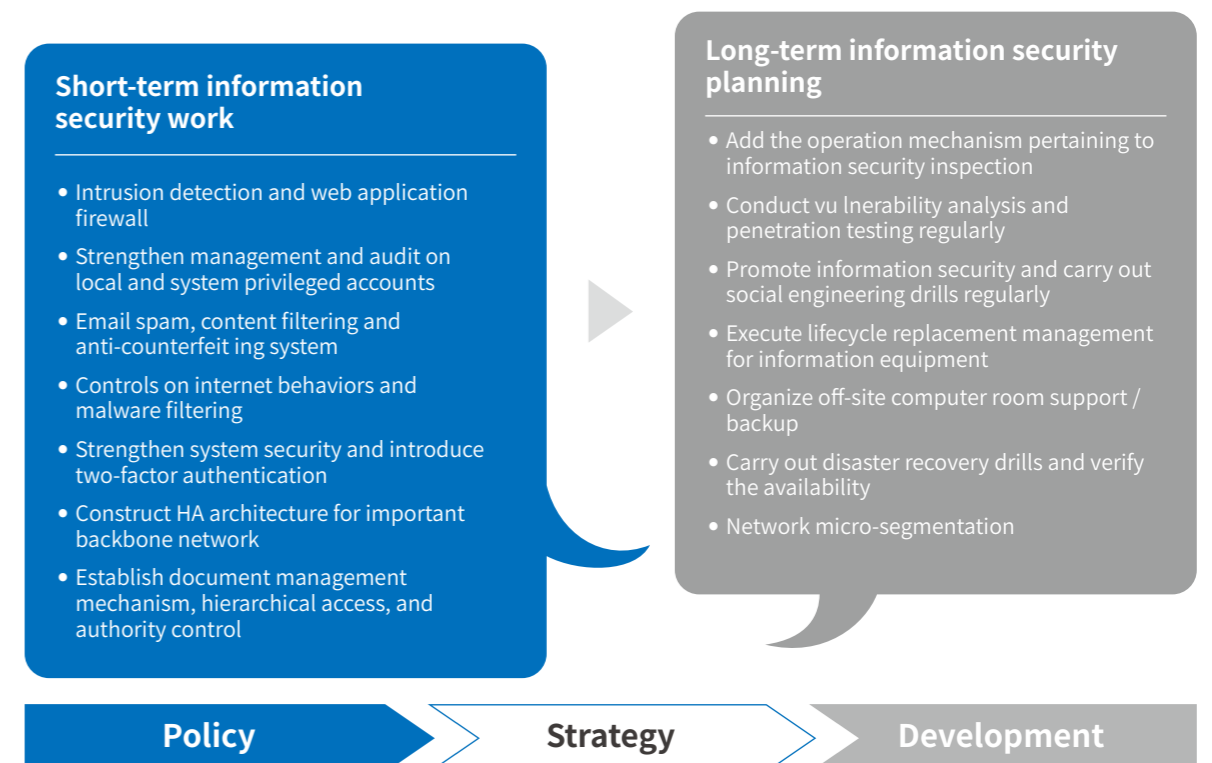 Short-term information
security work
• Intrusion detection and web application
firewall
• Strengthen management and audit on
local and system privileged accounts
• Email spam, content filtering and
anti-counterfeit ing system
• Controls on internet behaviors and
malware filtering
• Strengthen system security and introduce
two-factor authentication
• Construct HA architecture for important
backbone network
• Establish document management
mechanism, hierarchical access, and
authority control
Long-term information security
planning
• Add the operation mechanism pertaining to
information security inspection
• Conduct vu lnerability analysis and
penetration testing regularly
• Promote information security and carry out
social engineering drills regularly
• Execute lifecycle replacement management
for information equipment
• Organize off-site computer room support /
backup
• Carry out disaster recovery drills and verify
the availability
• Network micro-segmentation
Policy
Strategy
Development